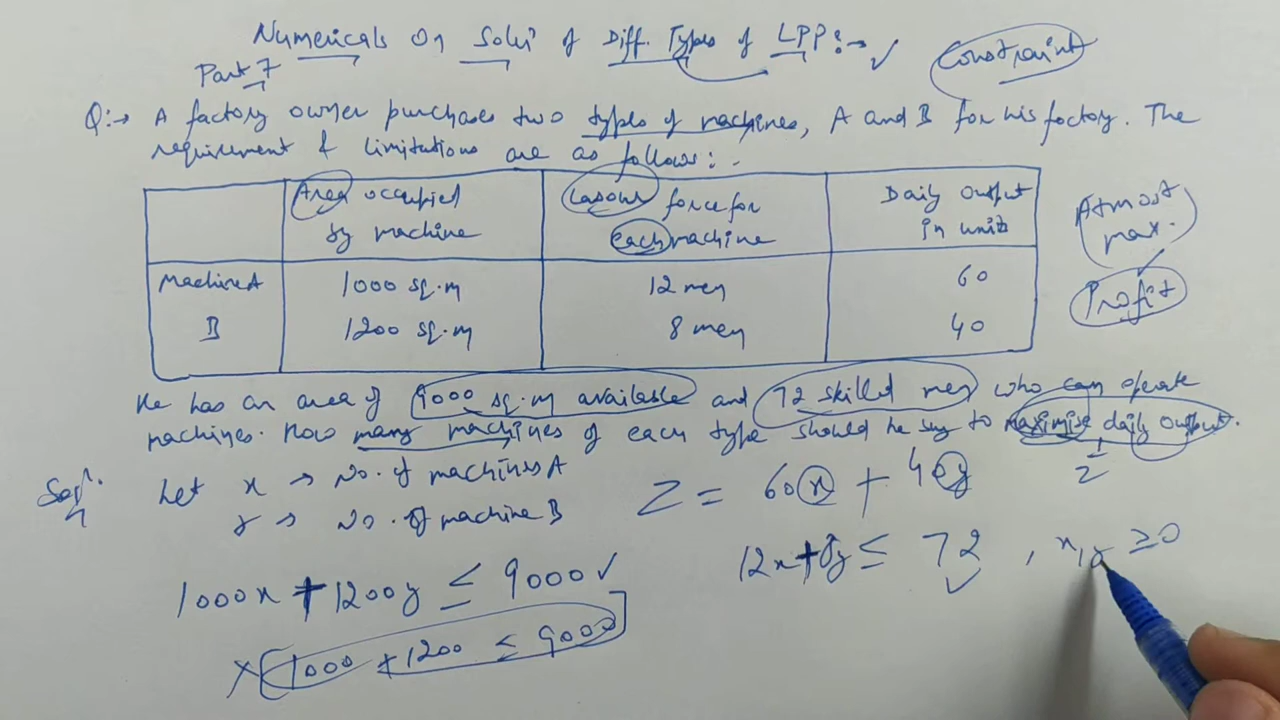 Numericals On Solni of Diff. Types of LPP:→ ✓
Constraint
Part 7
Q:→ A factory owner purchases two types of machines, A and B for his factory. The
requirement & limitations are as follows:.
Area occupied by machine
Labour force for each machine
Daily output in units
Machine A 1000 sq.m 12 men 60
B 1200 sq.m 8 men 40
Atmost
max.
Profit
He has an area of 9000 sq.m available and 72 skilled men who can operate
machines. How many machines of each type should he buy to maximise daily output.
Z
Let x → No. of machines A
y → No. of machine B
Z = 60x + 40y
12x+8y ≤ 72, x,y ≥0
1000x + 1200y ≤ 9000 ✓
X [1000 + 1200 ≤ 9000]